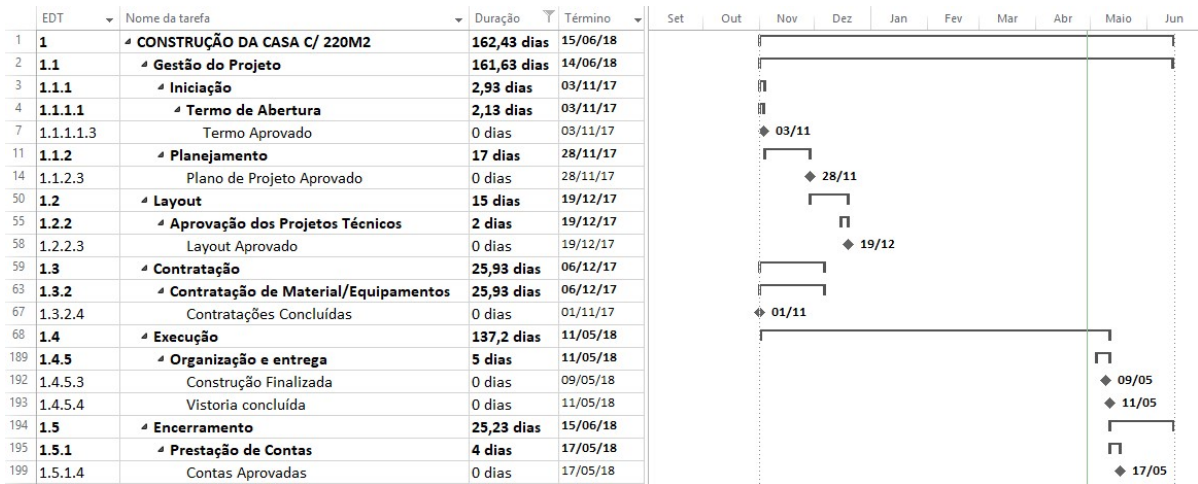 EDT Nome da tarefa Duração Término Set Out Nov Dez Jan Fev Mar Abr Maio Jun
1 1 CONSTRUÇÃO DA CASA C/ 220M2 162,43 dias 15/06/18
2 1.1 Gestão do Projeto 161,63 dias 14/06/18
3 1.1.1 Iniciação 2,93 dias 03/11/17
4 1.1.1.1 Termo de Abertura 2,13 dias 03/11/17
7 1.1.1.1.3 Termo Aprovado 0 dias 03/11/17 03/11
11 1.1.2 Planejamento 17 dias 28/11/17
14 1.1.2.3 Plano de Projeto Aprovado 0 dias 28/11/17 28/11
50 1.2 Layout 15 dias 19/12/17
55 1.2.2 Aprovação dos Projetos Técnicos 2 dias 19/12/17
58 1.2.2.3 Layout Aprovado 0 dias 19/12/17 19/12
59 1.3 Contratação 25,93 dias 06/12/17
63 1.3.2 Contratação de Material/Equipamentos 25,93 dias 06/12/17
67 1.3.2.4 Contratações Concluídas 0 dias 01/11/17 01/11
68 1.4 Execução 137,2 dias 11/05/18
189 1.4.5 Organização e entrega 5 dias 11/05/18
192 1.4.5.3 Construção Finalizada 0 dias 09/05/18 09/05
193 1.4.5.4 Vistoria concluída 0 dias 11/05/18 11/05
194 1.5 Encerramento 25,23 dias 15/06/18
195 1.5.1 Prestação de Contas 4 dias 17/05/18
199 1.5.1.4 Contas Aprovadas 0 dias 17/05/18 17/05